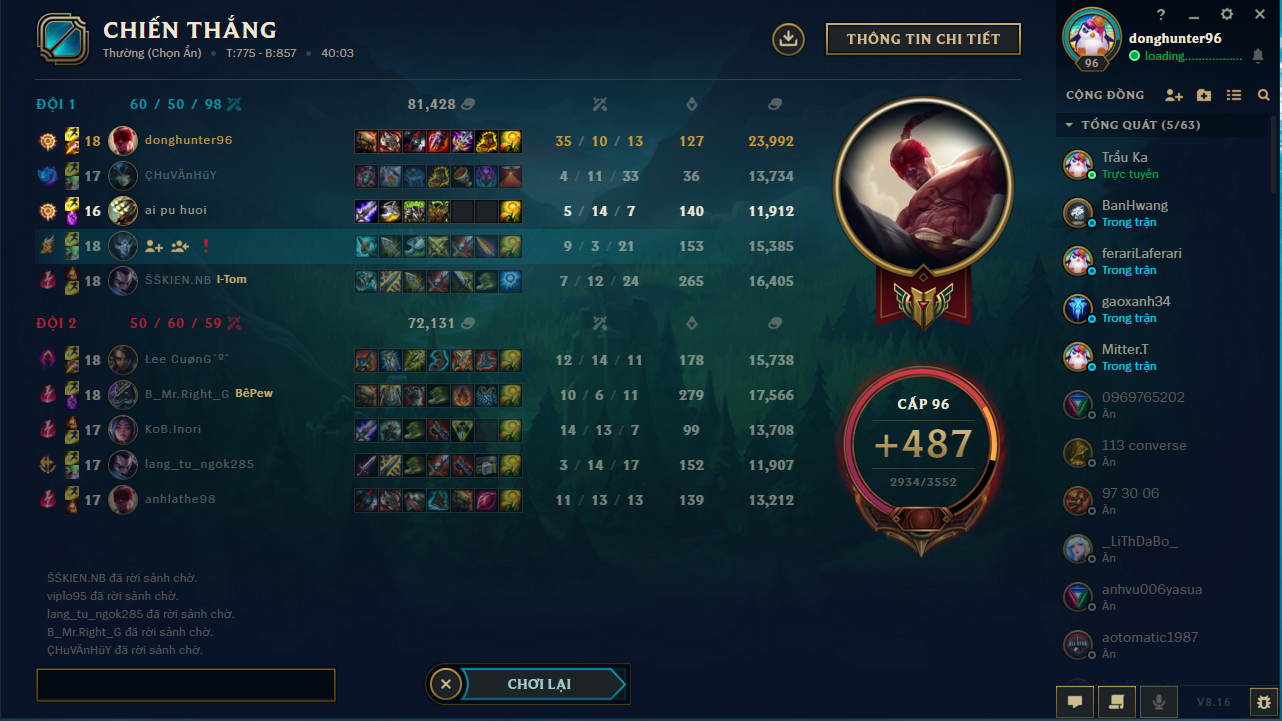 CHIẾN THẮNG
Thường (Chọn Ẩn) • T:775 - B:857 • 40:03
THÔNG TIN CHI TIẾT
ĐỘI 1 60 / 50 / 98 81,428
18 donghunter96 35 / 10 / 13 127 23,992
17 ÇHuVÃnHüY 4 / 11 / 33 36 13,734
16 ai pu huoi 5 / 14 / 7 140 11,912
18 ! 9 / 3 / 21 153 15,385
18 ŠŠKIEN.NB I-Tom 7 / 12 / 24 265 16,405
ĐỘI 2 50 / 60 / 59 72,131
18 Łee CuønG˜º˜ 12 / 14 / 11 178 15,738
18 B_Mr.Right_G BêPew 10 / 6 / 11 279 17,566
17 KoB.Inori 14 / 13 / 7 99 13,708
17 lang_tu_ngok285 3 / 14 / 17 152 11,907
17 anhlathe98 11 / 13 / 13 139 13,212
CẤP 96
+487
2934/3552
ŠŠKIEN.NB đã rời sảnh chờ.
viplo95 đã rời sảnh chờ.
lang_tu_ngok285 đã rời sảnh chờ.
B_Mr.Right_G đã rời sảnh chờ.
ÇHuVÃnHüY đã rời sảnh chờ.
CHƠI LẠI
?
donghunter96
96
loading.................
CỘNG ĐỒNG
TỔNG QUÁT (5/63)
Trầu Ka
Trực tuyến
BanHwang
Trong trận
ferariLaferari
Trong trận
gaoxanh34
Trong trận
Mitter.T
Trong trận
0969765202
Ẩn
113 converse
Ẩn
97 30 06
Ẩn
_LiThDaBo_
Ẩn
anhvu006yasua
Ẩn
aotomatic1987
Ẩn
V8.16